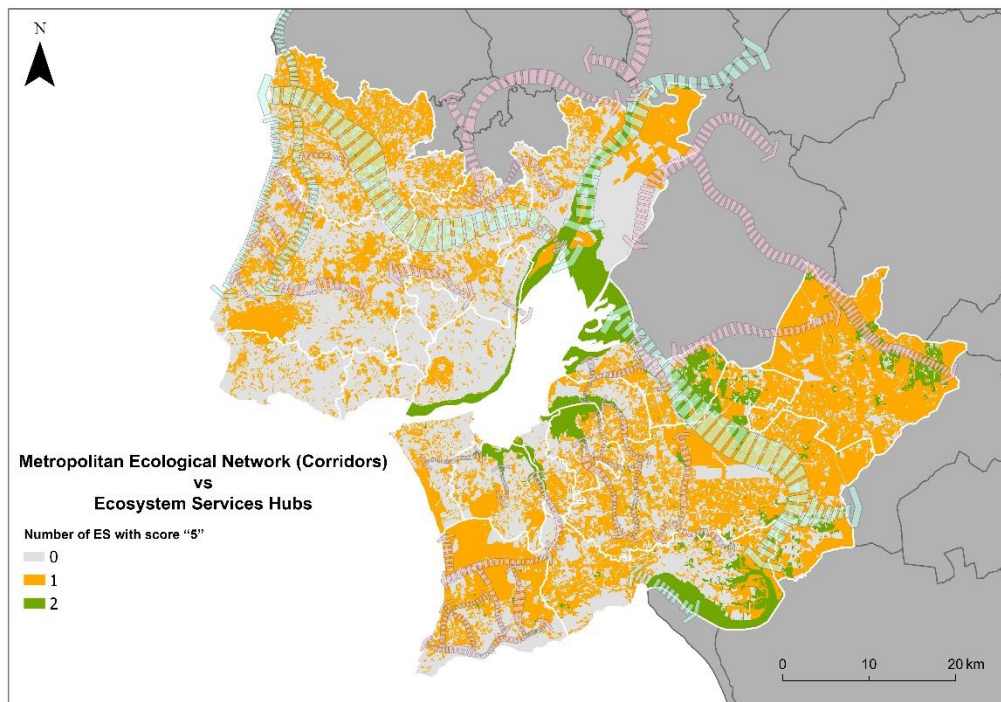 N
Metropolitan Ecological Network (Corridors)
vs
Ecosystem Services Hubs
Number of ES with score “5”
0
1
2
0 10 20 km